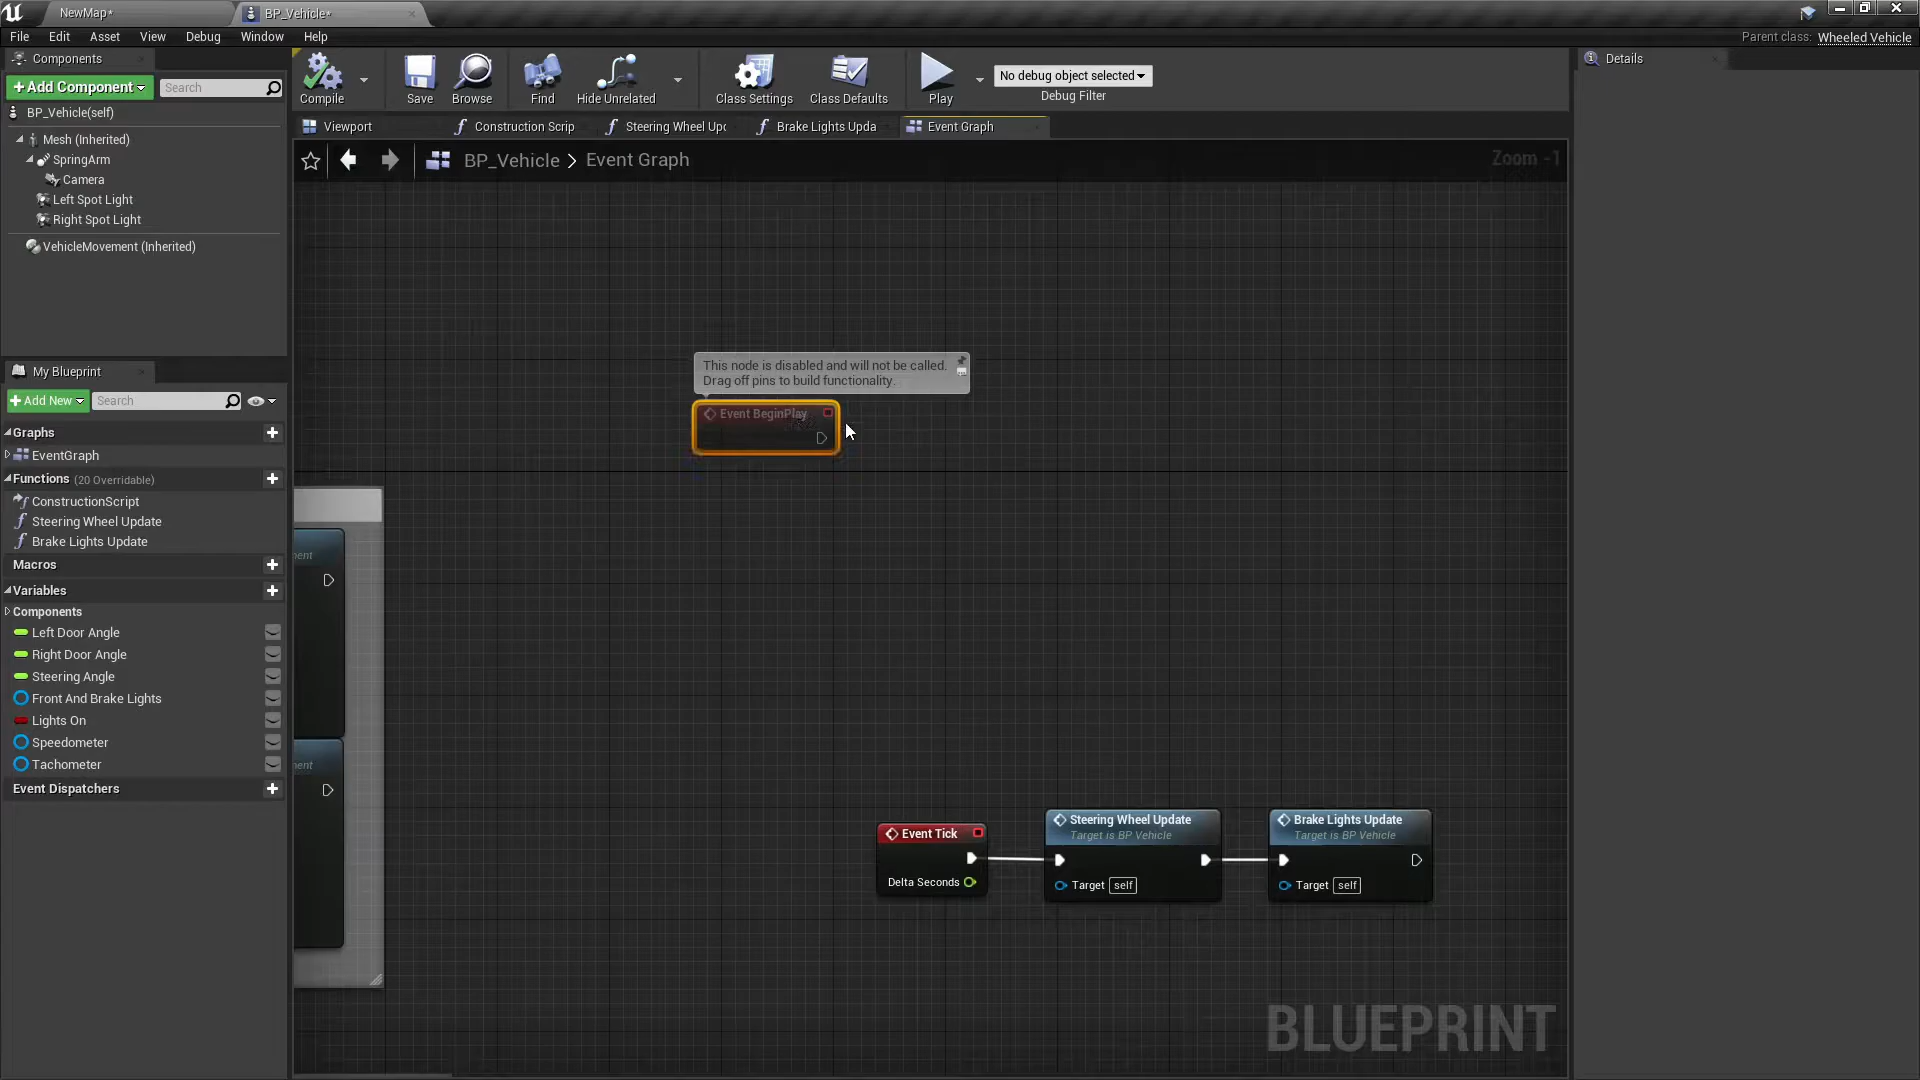 NewMap*
BP_Vehicle*
File Edit Asset View Debug Window Help
Parent class: Wheeled Vehicle
Components
+ Add Component
Search
BP_Vehicle(self)
Mesh (Inherited)
SpringArm
Camera
Left Spot Light
Right Spot Light
VehicleMovement (Inherited)
My Blueprint
+ Add New
Search
Graphs
EventGraph
Functions (20 Overridable)
ConstructionScript
Steering Wheel Update
Brake Lights Update
Macros
Variables
Components
Left Door Angle
Right Door Angle
Steering Angle
Front And Brake Lights
Lights On
Speedometer
Tachometer
Event Dispatchers
Compile
Save
Browse
Find
Hide Unrelated
Class Settings
Class Defaults
Play
No debug object selected
Debug Filter
Viewport
Construction Scrip
Steering Wheel Upd
Brake Lights Upda
Event Graph
BP_Vehicle > Event Graph
Zoom -1
This node is disabled and will not be called.
Drag off pins to build functionality.
Event BeginPlay
ment
ment
Event Tick
Delta Seconds
Steering Wheel Update
Target is BP Vehicle
Target self
Brake Lights Update
Target is BP Vehicle
Target self
BLUEPRINT
Details